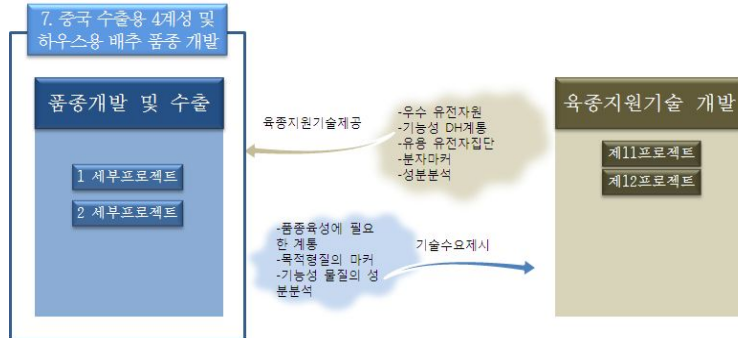 7. 중국 수출용 4계성 및
하우스용 배추 품종 개발
품종개발 및 수출
1 세부프로젝트
2 세부프로젝트
육종지원기술제공
-우수 유전자원
-기능성 DH계통
-유용 유전자집단
-분자마커
-성분분석
-품종육성에 필요
한 계통
-목적형질의 마커
-기능성 물질의 성
분분석
기술수요제시
육종지원기술 개발
제11프로젝트
제12프로젝트